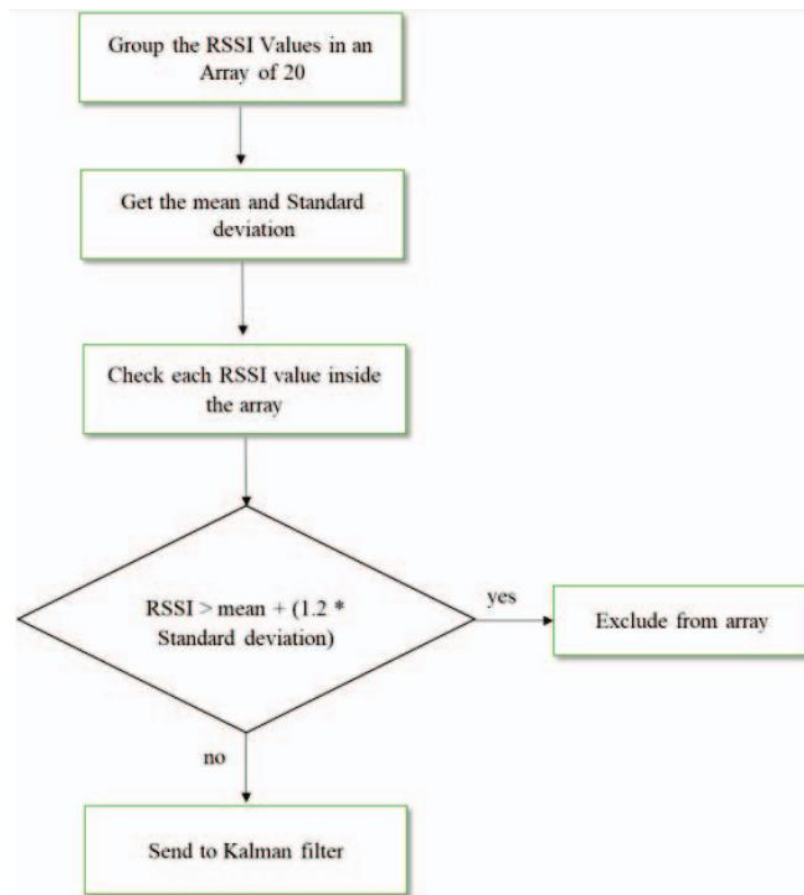 Group the RSSI Values in an
Array of 20
Get the mean and Standard
deviation
Check each RSSI value inside
the array
RSSI > mean + (1.2 *
Standard deviation)
yes
Exclude from array
no
Send to Kalman filter